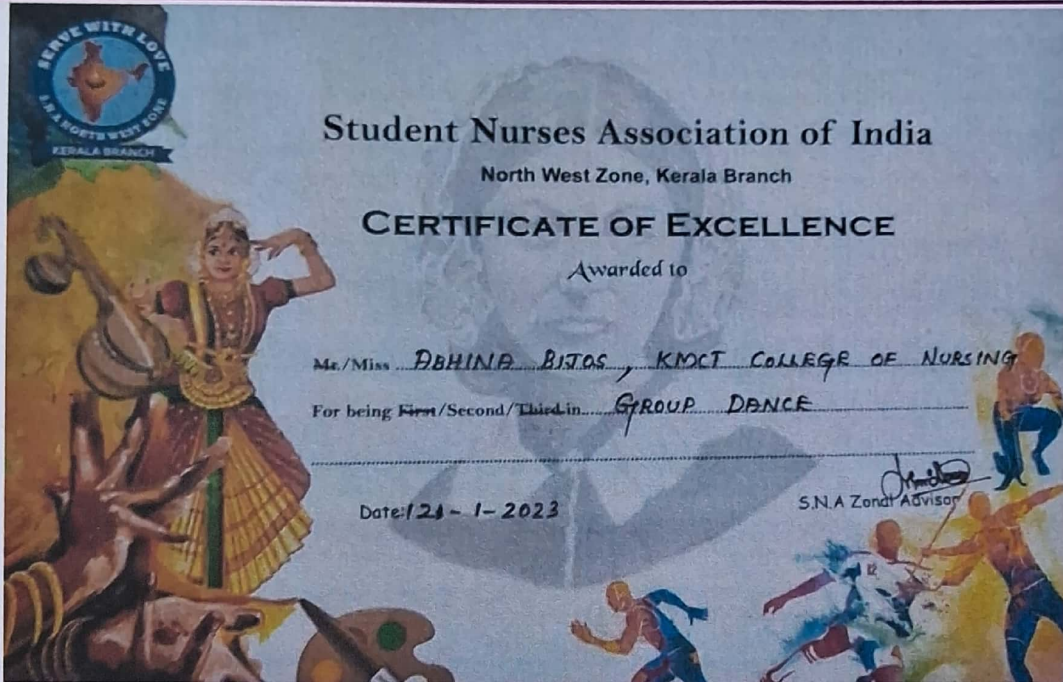 SERVE WITH LOVE
S.N.A NORTH WEST ZONE
KERALA BRANCH
Student Nurses Association of India
North West Zone, Kerala Branch
CERTIFICATE OF EXCELLENCE
Awarded to
Mr./Miss ABHINA BIJOS, KMCT COLLEGE OF NURSING
For being First/Second/Third in GROUP DANCE
Date: 21-1-2023
S.N.A Zonal Advisor
12